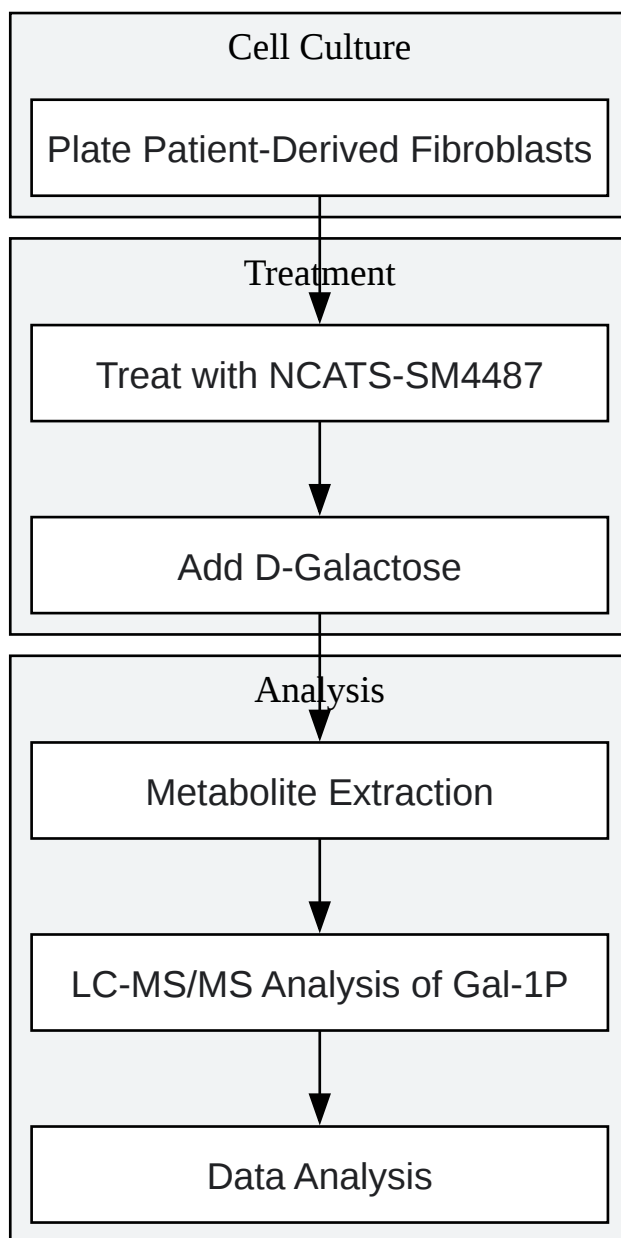 Cell Culture
Plate Patient-Derived Fibroblasts
Treatment
Treat with NCATS-SM4487
Add D-Galactose
Analysis
Metabolite Extraction
LC-MS/MS Analysis of Gal-1P
Data Analysis